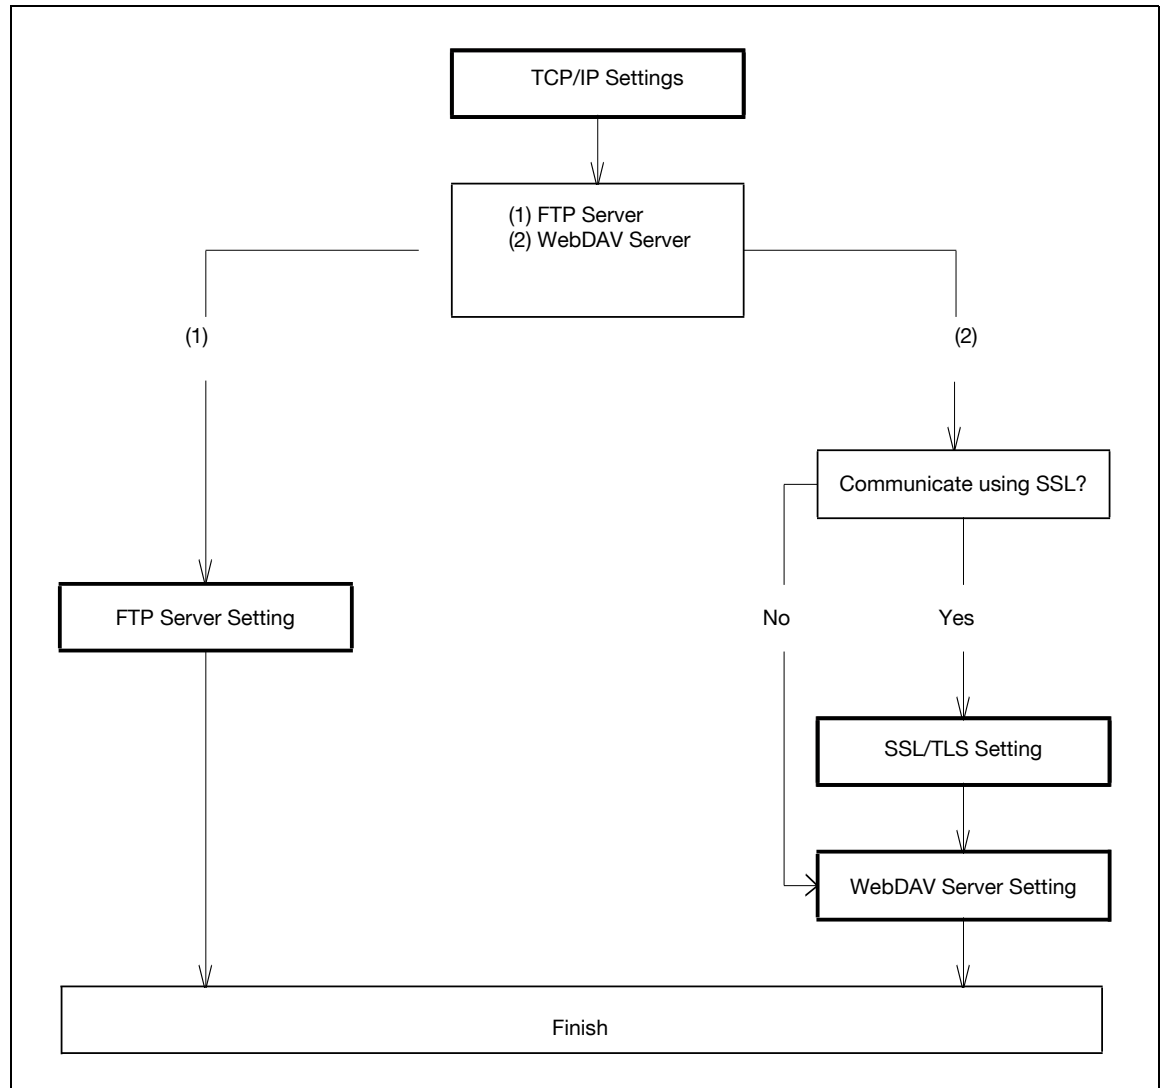 TCP/IP Settings
(1) FTP Server
(2) WebDAV Server
(1)
(2)
Communicate using SSL?
FTP Server Setting
No
Yes
SSL/TLS Setting
WebDAV Server Setting
Finish